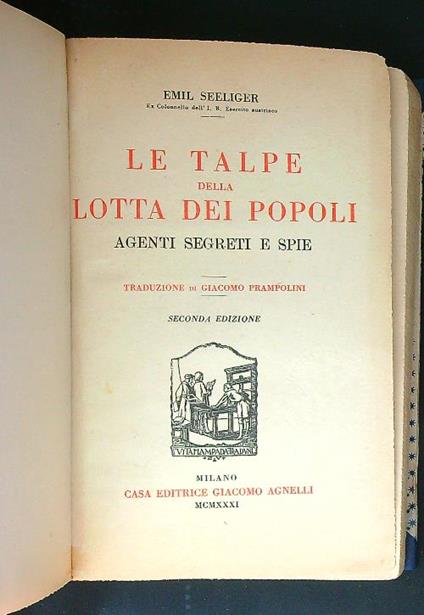 EMIL SEELIGER
Ex Colonnello dell' I. R. Esercito austriaco
LE TALPE
DELLA
LOTTA DEI POPOLI
AGENTI SEGRETI E SPIE
TRADUZIONE DI GIACOMO PRAMPOLINI
SECONDA EDIZIONE
MILANO
CASA EDITRICE GIACOMO AGNELLI
MCMXXXI